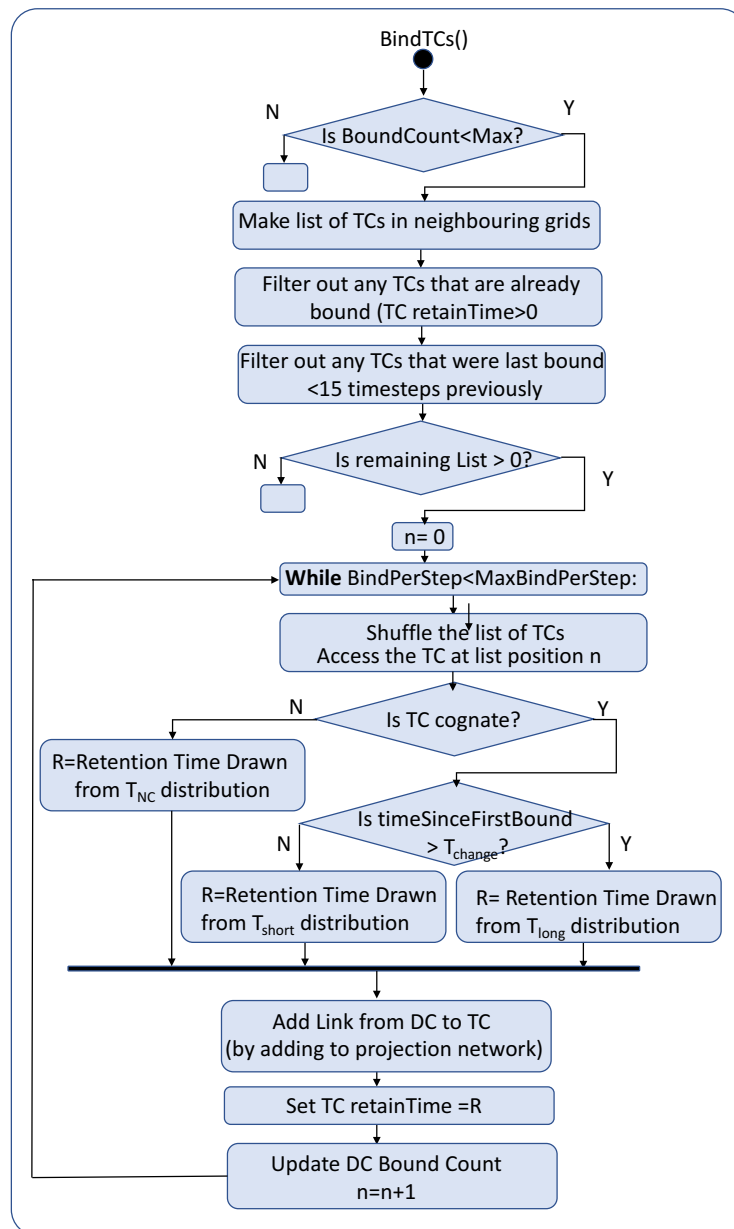 BindTCs()
N
Y
Is BoundCount<Max?
Make list of TCs in neighbouring grids
Filter out any TCs that are already
bound (TC retainTime>0
Filter out any TCs that were last bound
<15 timesteps previously
Is remaining List > 0?
N
Y
n= 0
While BindPerStep<MaxBindPerStep:
Shuffle the list of TCs
Access the TC at list position n
N
Y
Is TC cognate?
R=Retention Time Drawn
from TNC distribution
Is timeSinceFirstBound
> Tchange?
N
Y
R=Retention Time Drawn
from Tshort distribution
R= Retention Time Drawn
from Tlong distribution
Add Link from DC to TC
(by adding to projection network)
Set TC retainTime =R
Update DC Bound Count
n=n+1